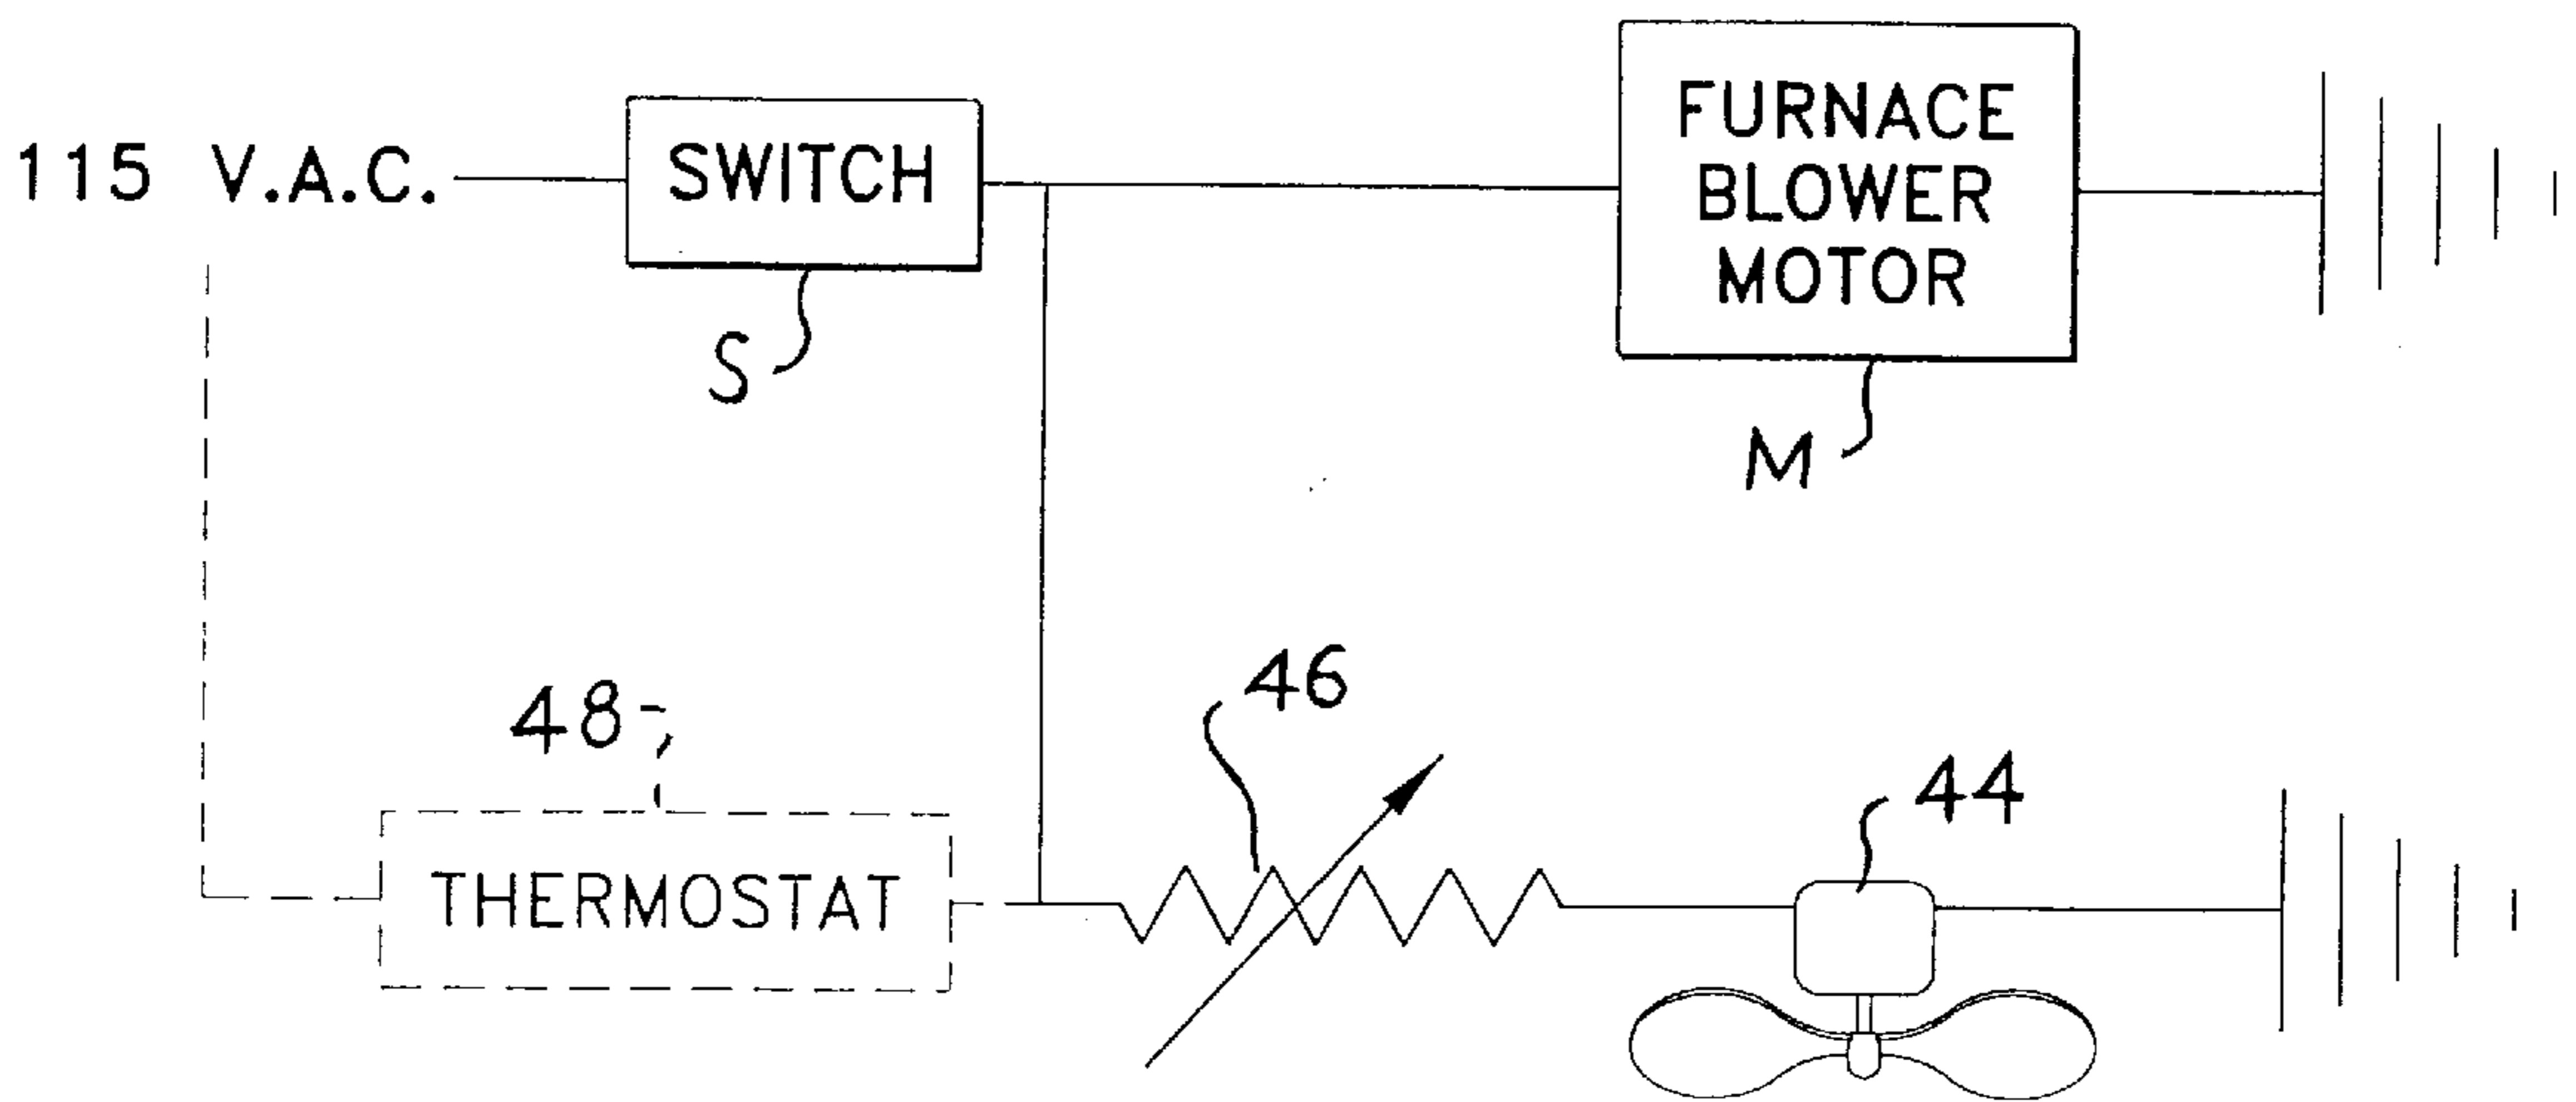 115 V.A.C.
SWITCH
FURNACE
BLOWER
MOTOR
S
M
48
46
44
THERMOSTAT